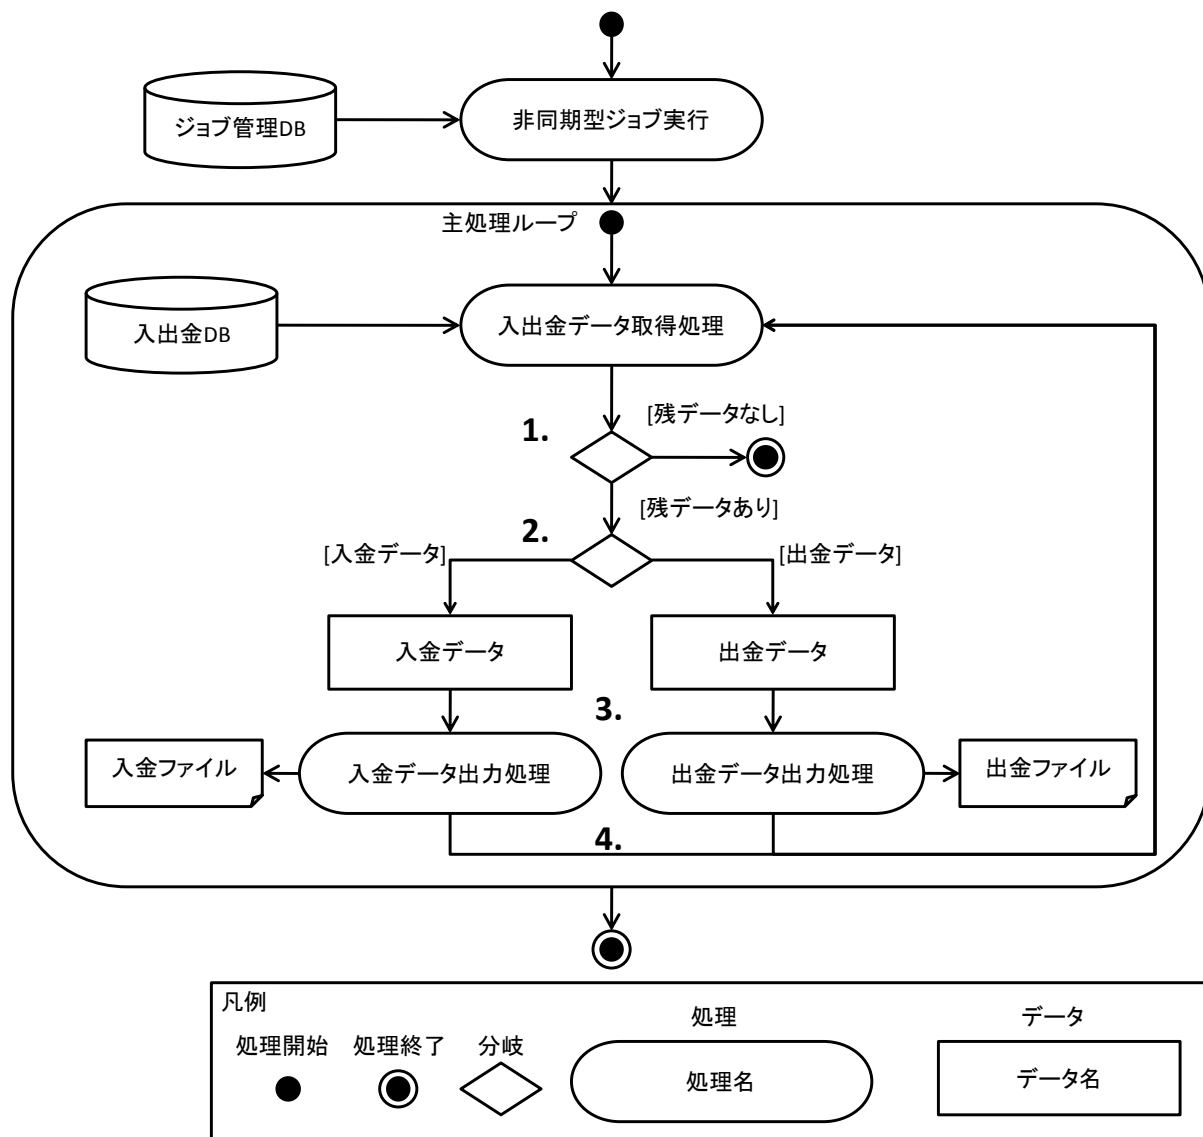 非同期型ジョブ実行
ジョブ管理DB
主処理ループ
入出金データ取得処理
入出金DB
[残データなし]
1.
[残データあり]
2.
[入金データ]
[出金データ]
入金データ
出金データ
3.
入金ファイル
入金データ出力処理
出金データ出力処理
出金ファイル
4.
凡例
処理
データ
処理開始
処理終了
分岐
処理名
データ名